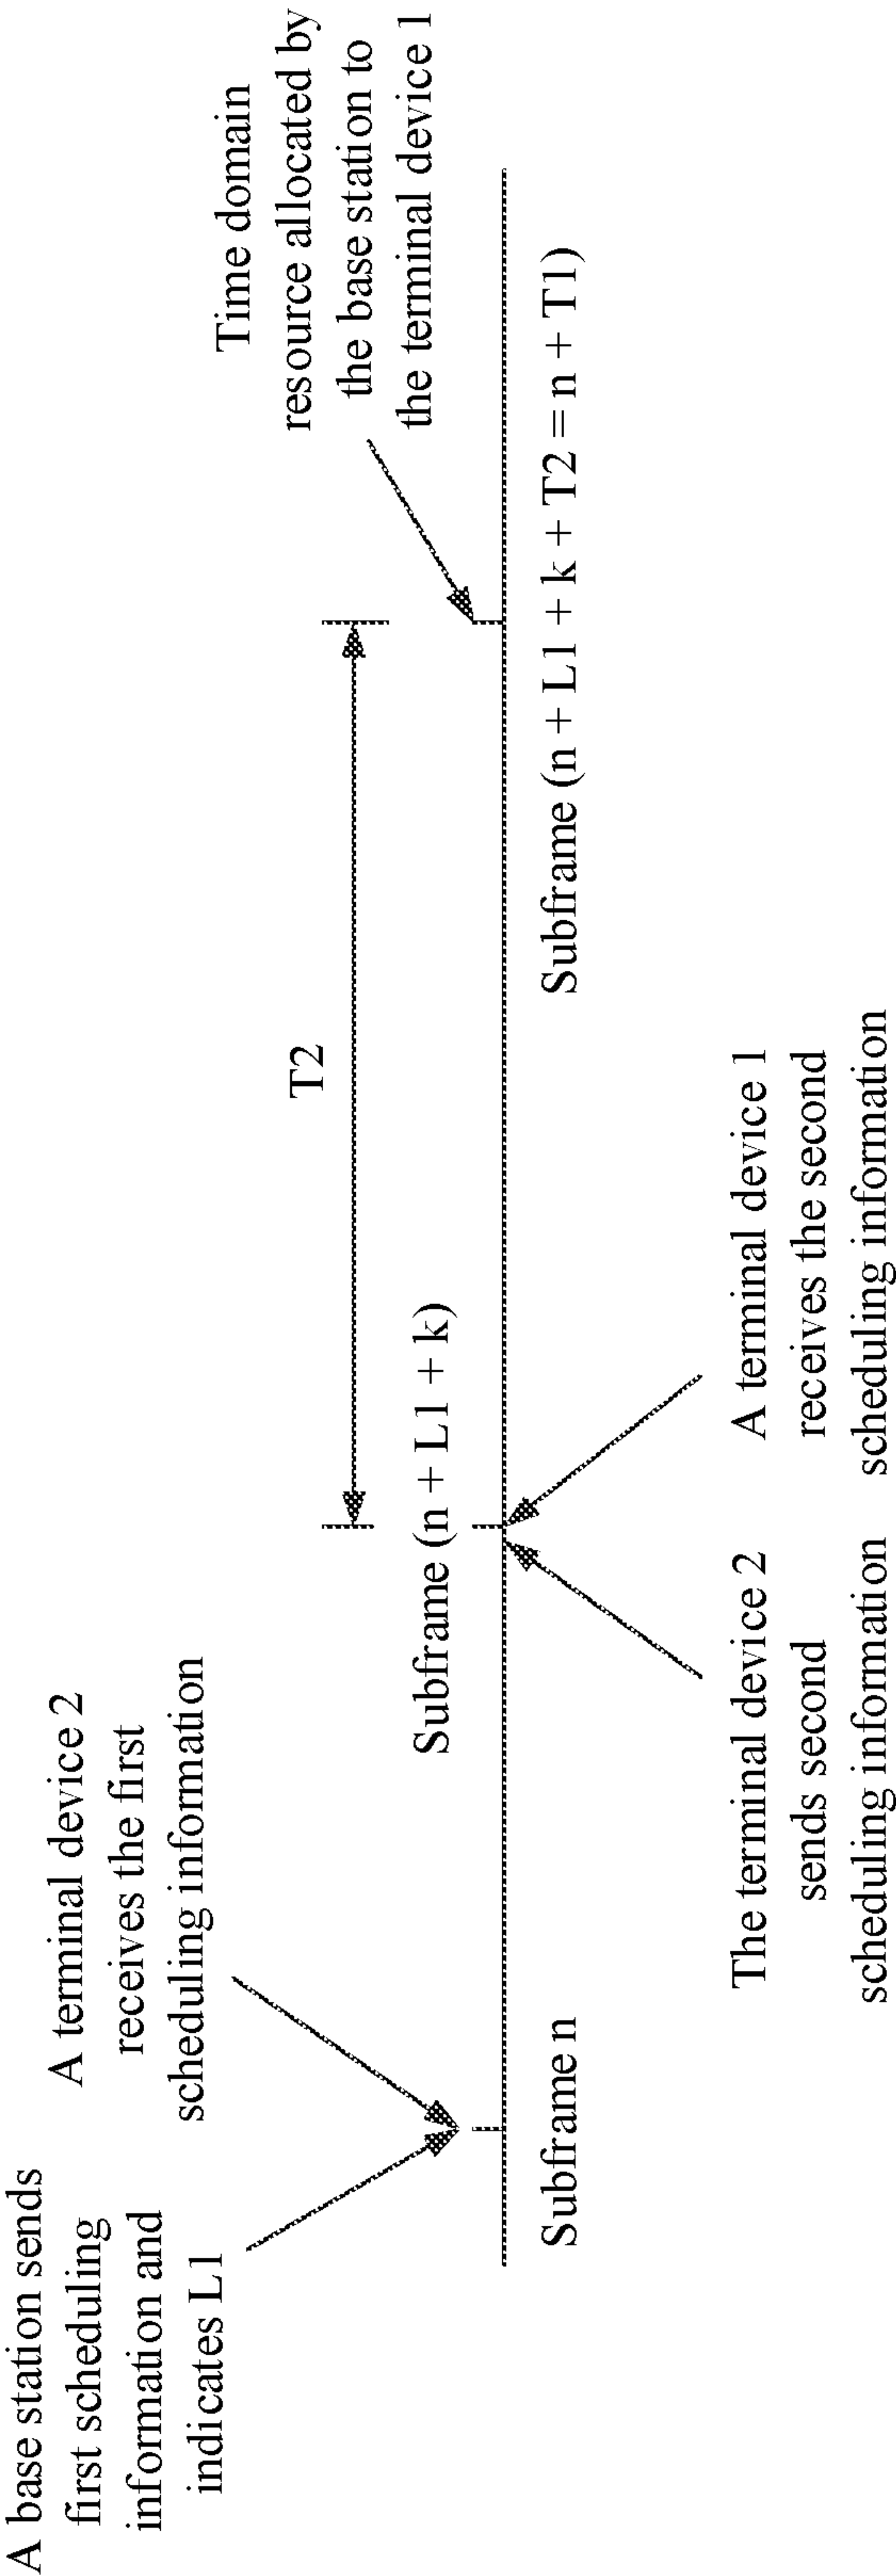 A base station sends
first scheduling
information and
indicates L1
A terminal device 2
receives the first
scheduling information
Subframe n
Subframe (n + L1 + k)
The terminal device 2
sends second
scheduling information
A terminal device 1
receives the second
scheduling information
T2
Time domain
resource allocated by
the base station to
the terminal device 1
Subframe (n + L1 + k + T2 = n + T1)